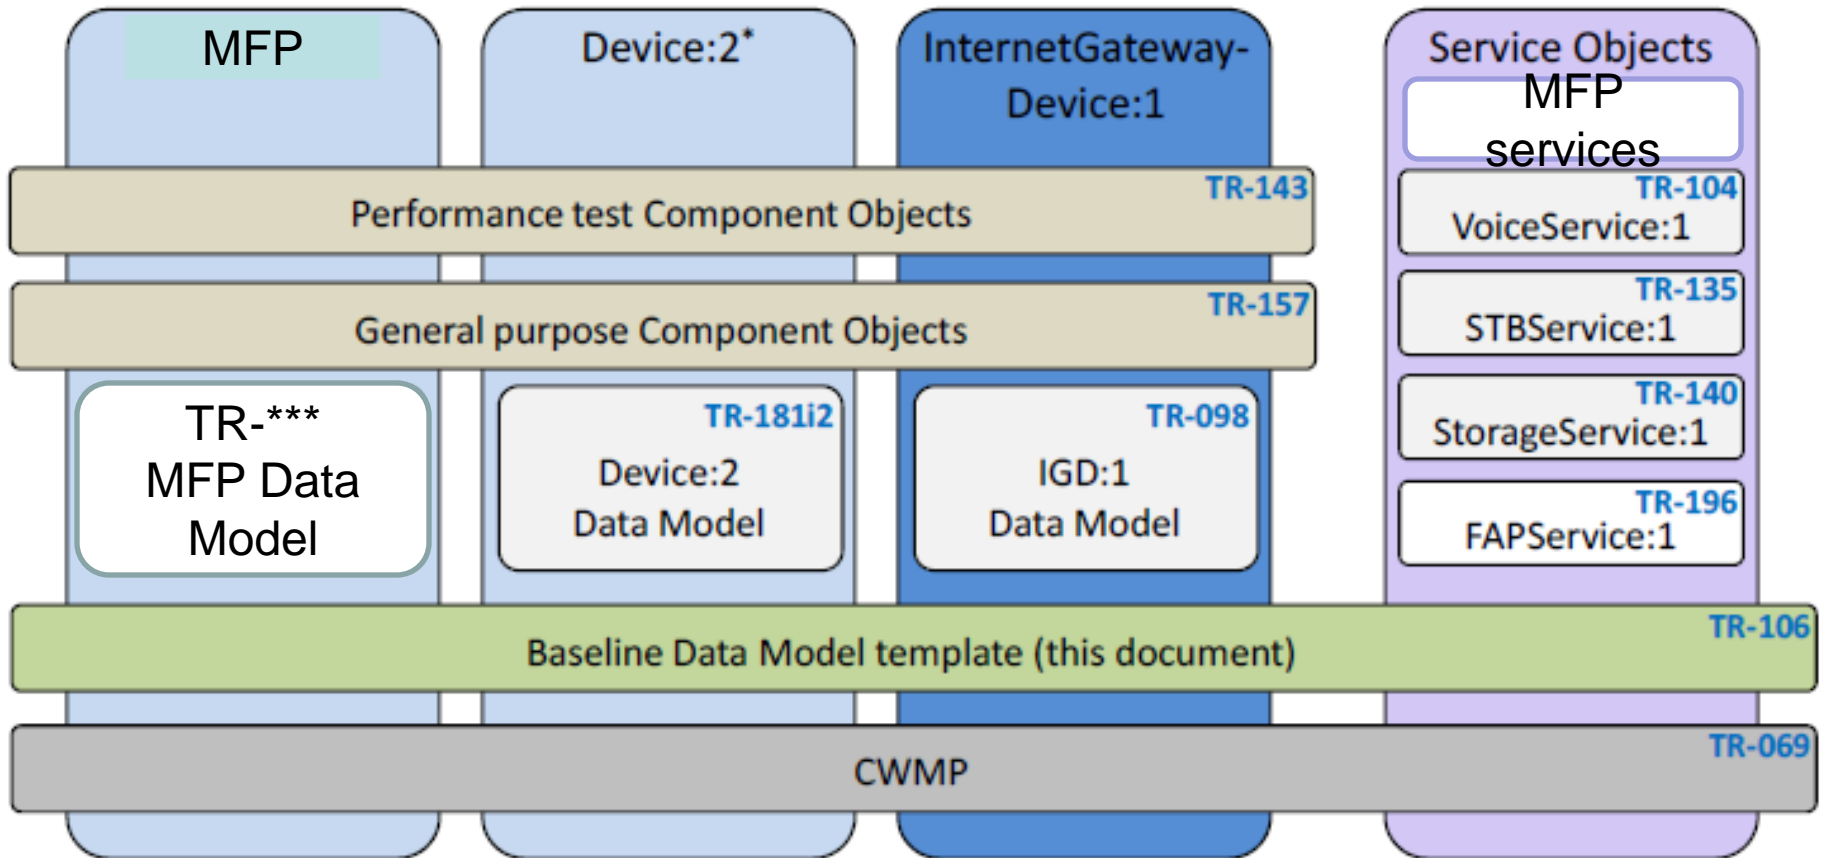 MFP
Device:2*
InternetGateway-
Device:1
Service Objects
MFP
services
TR-143
Performance test Component Objects
TR-104
VoiceService:1
TR-157
General purpose Component Objects
TR-135
STBService:1
TR-***
MFP Data
Model
TR-181i2
Device:2
Data Model
TR-098
IGD:1
Data Model
TR-140
StorageService:1
TR-196
FAPService:1
TR-106
Baseline Data Model template (this document)
TR-069
CWMP